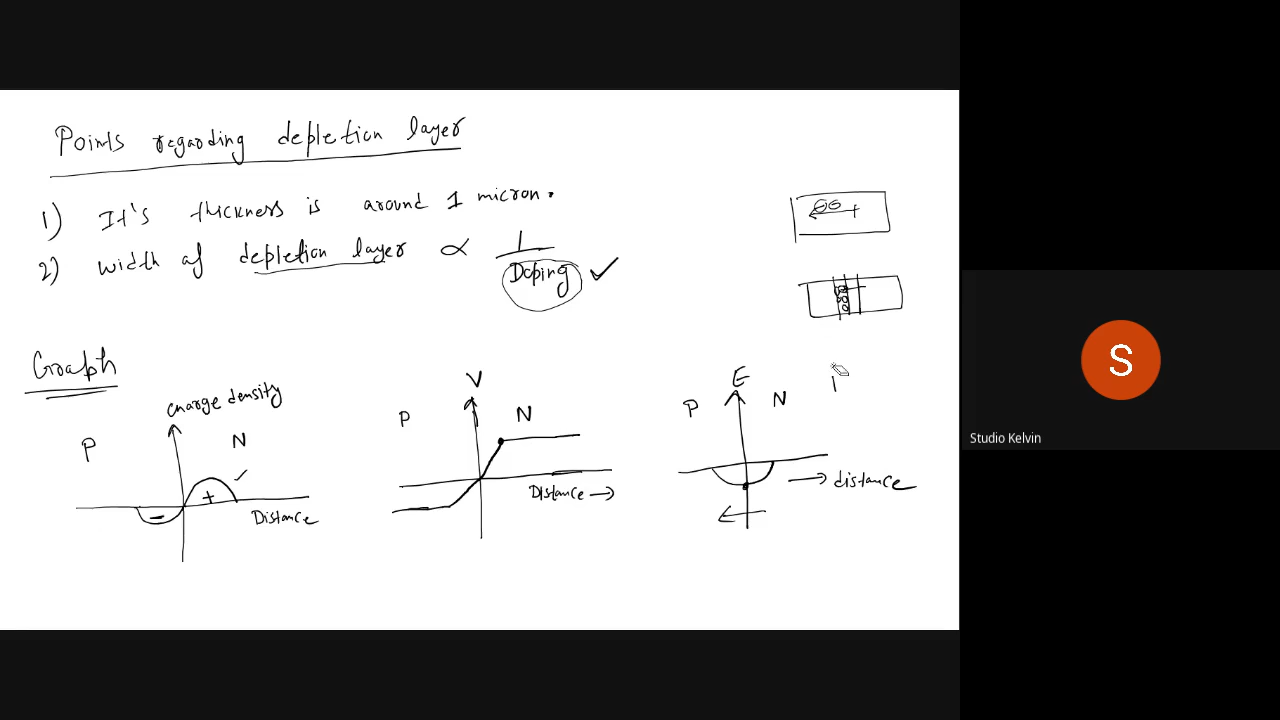 Points regarding depletion layer
1) It's thickness is around 1 micron.
2) width of depletion layer ∝ 1/Doping ✓
⊖⊖ +
Graph
charge density
P N
- +
Distance
V
P N
Distance →
E
P N
→ distance
S
Studio Kelvin